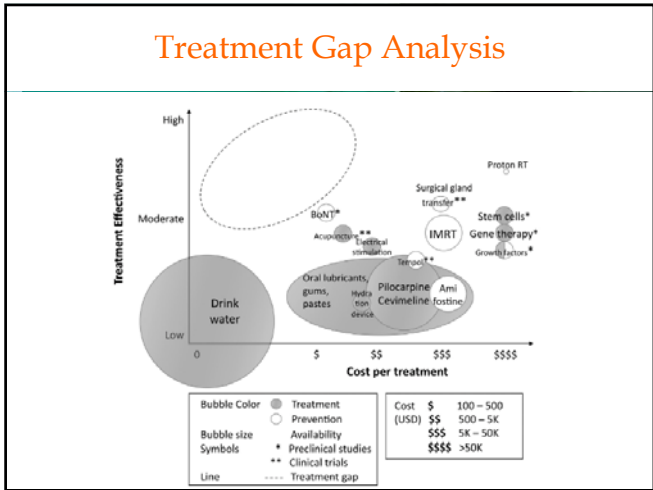 Treatment Gap Analysis
High
Proton RT
Surgical gland
transfer**
BoNT*
Stem cells*
Moderate
Acupuncture**
IMRT
Gene therapy*
Electrical
stimulation
Growth factors*
Tempol**
Treatment Effectiveness
Oral lubricants,
gums,
pastes
Hydra
tion
device
Pilocarpine
Cevimeline
Ami
fostine
Drink
water
Low
0 $ $$ $$$ $$$$
Cost per treatment
Bubble Color Treatment
Prevention
Bubble size Availability
Symbols * Preclinical studies
** Clinical trials
Line Treatment gap
Cost $ 100 – 500
(USD) $$ 500 – 5K
$$$ 5K – 50K
$$$$ >50K